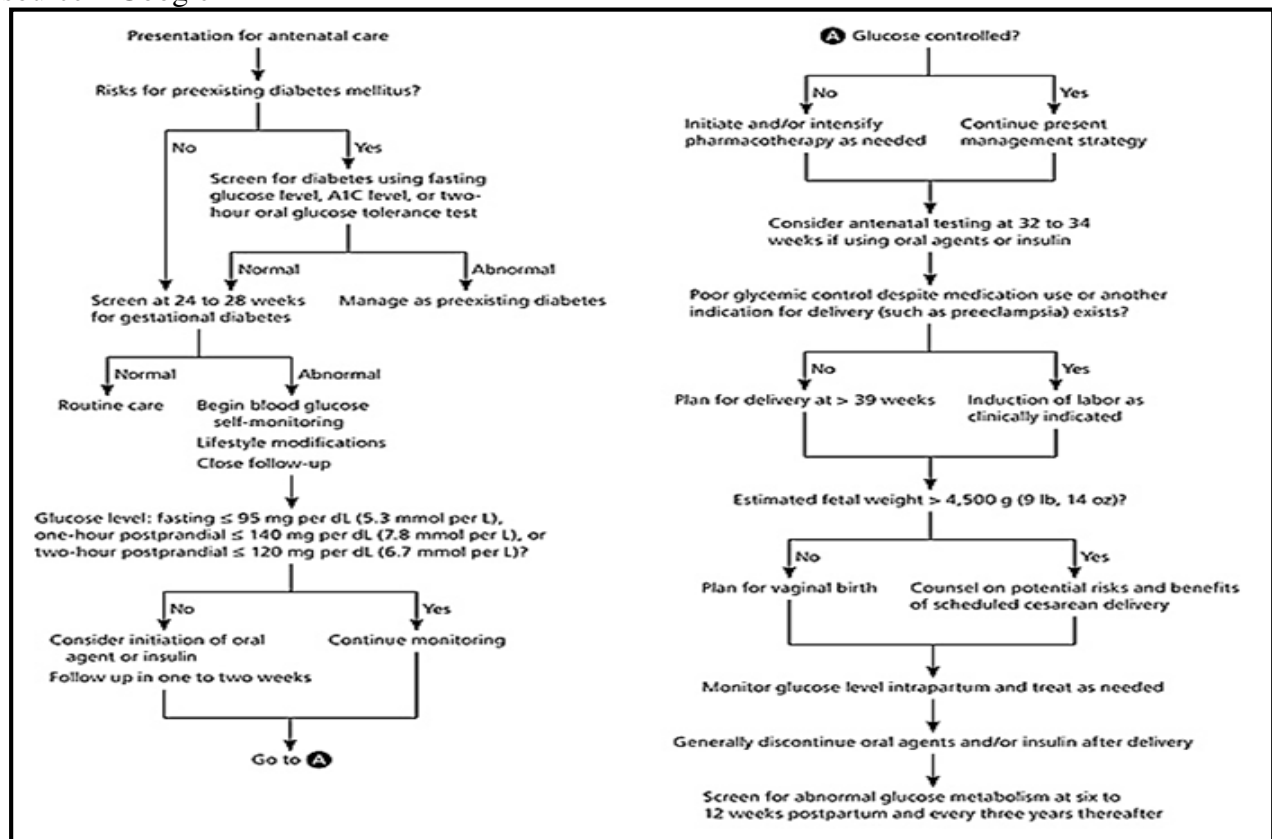 Presentation for antenatal care
Risks for preexisting diabetes mellitus?
No
Yes
Screen for diabetes using fasting
glucose level, A1C level, or two-
hour oral glucose tolerance test
Normal
Abnormal
Screen at 24 to 28 weeks
for gestational diabetes
Manage as preexisting diabetes
Normal
Abnormal
Routine care
Begin blood glucose
self-monitoring
Lifestyle modifications
Close follow-up
Glucose level: fasting ≤ 95 mg per dL (5.3 mmol per L),
one-hour postprandial ≤ 140 mg per dL (7.8 mmol per L), or
two-hour postprandial ≤ 120 mg per dL (6.7 mmol per L)?
No
Yes
Consider initiation of oral
agent or insulin
Follow up in one to two weeks
Continue monitoring
Go to A
A Glucose controlled?
No
Yes
Initiate and/or intensify
pharmacotherapy as needed
Continue present
management strategy
Consider antenatal testing at 32 to 34
weeks if using oral agents or insulin
Poor glycemic control despite medication use or another
indication for delivery (such as preeclampsia) exists?
No
Yes
Plan for delivery at > 39 weeks
Induction of labor as
clinically indicated
Estimated fetal weight > 4,500 g (9 lb, 14 oz)?
No
Yes
Plan for vaginal birth
Counsel on potential risks and benefits
of scheduled cesarean delivery
Monitor glucose level intrapartum and treat as needed
Generally discontinue oral agents and/or insulin after delivery
Screen for abnormal glucose metabolism at six to
12 weeks postpartum and every three years thereafter